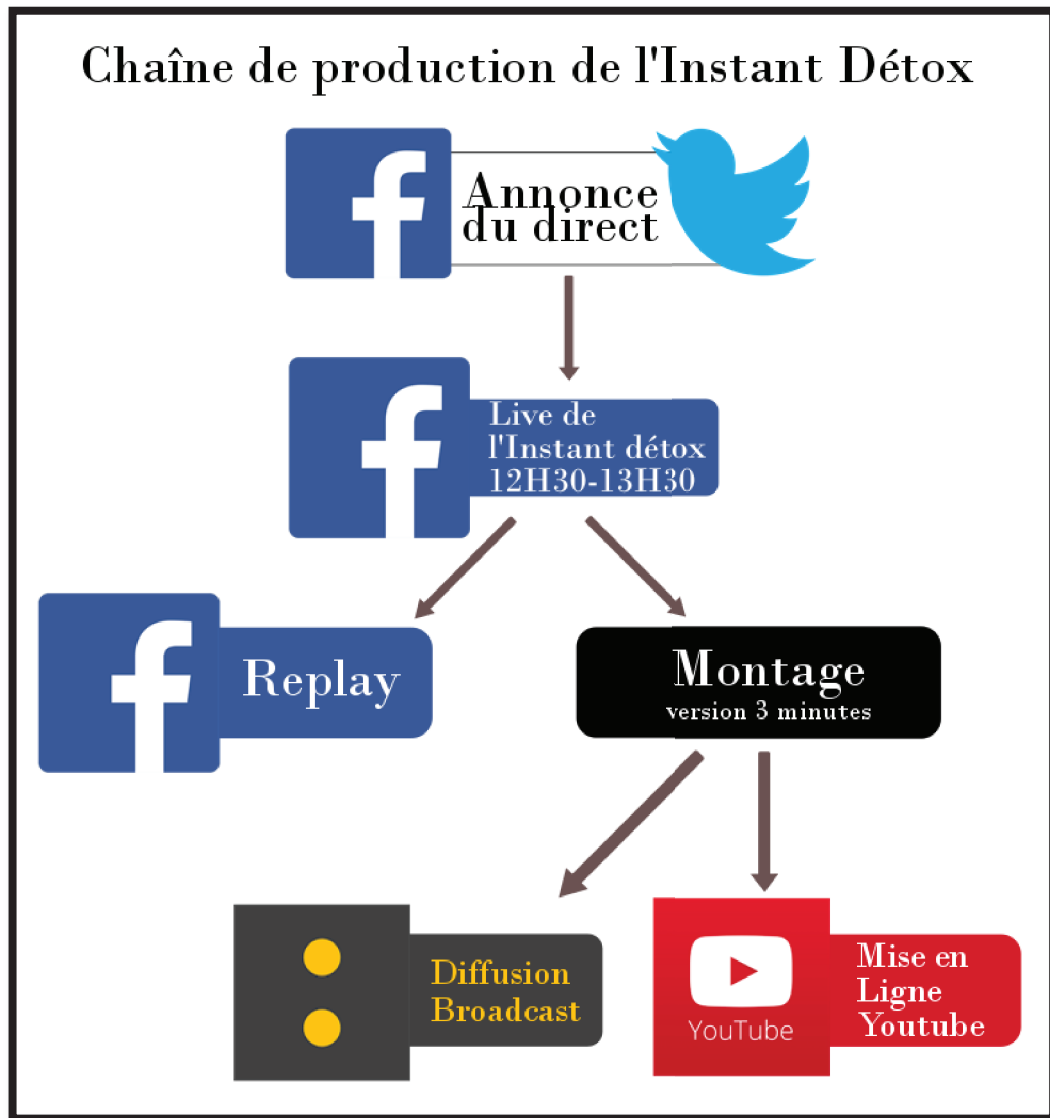 Chaîne de production de l'Instant Détox
Annonce
du direct
Live de
l'Instant détox
12H30-13H30
Replay
Montage
version 3 minutes
Diffusion
Broadcast
YouTube
Mise en
Ligne
Youtube